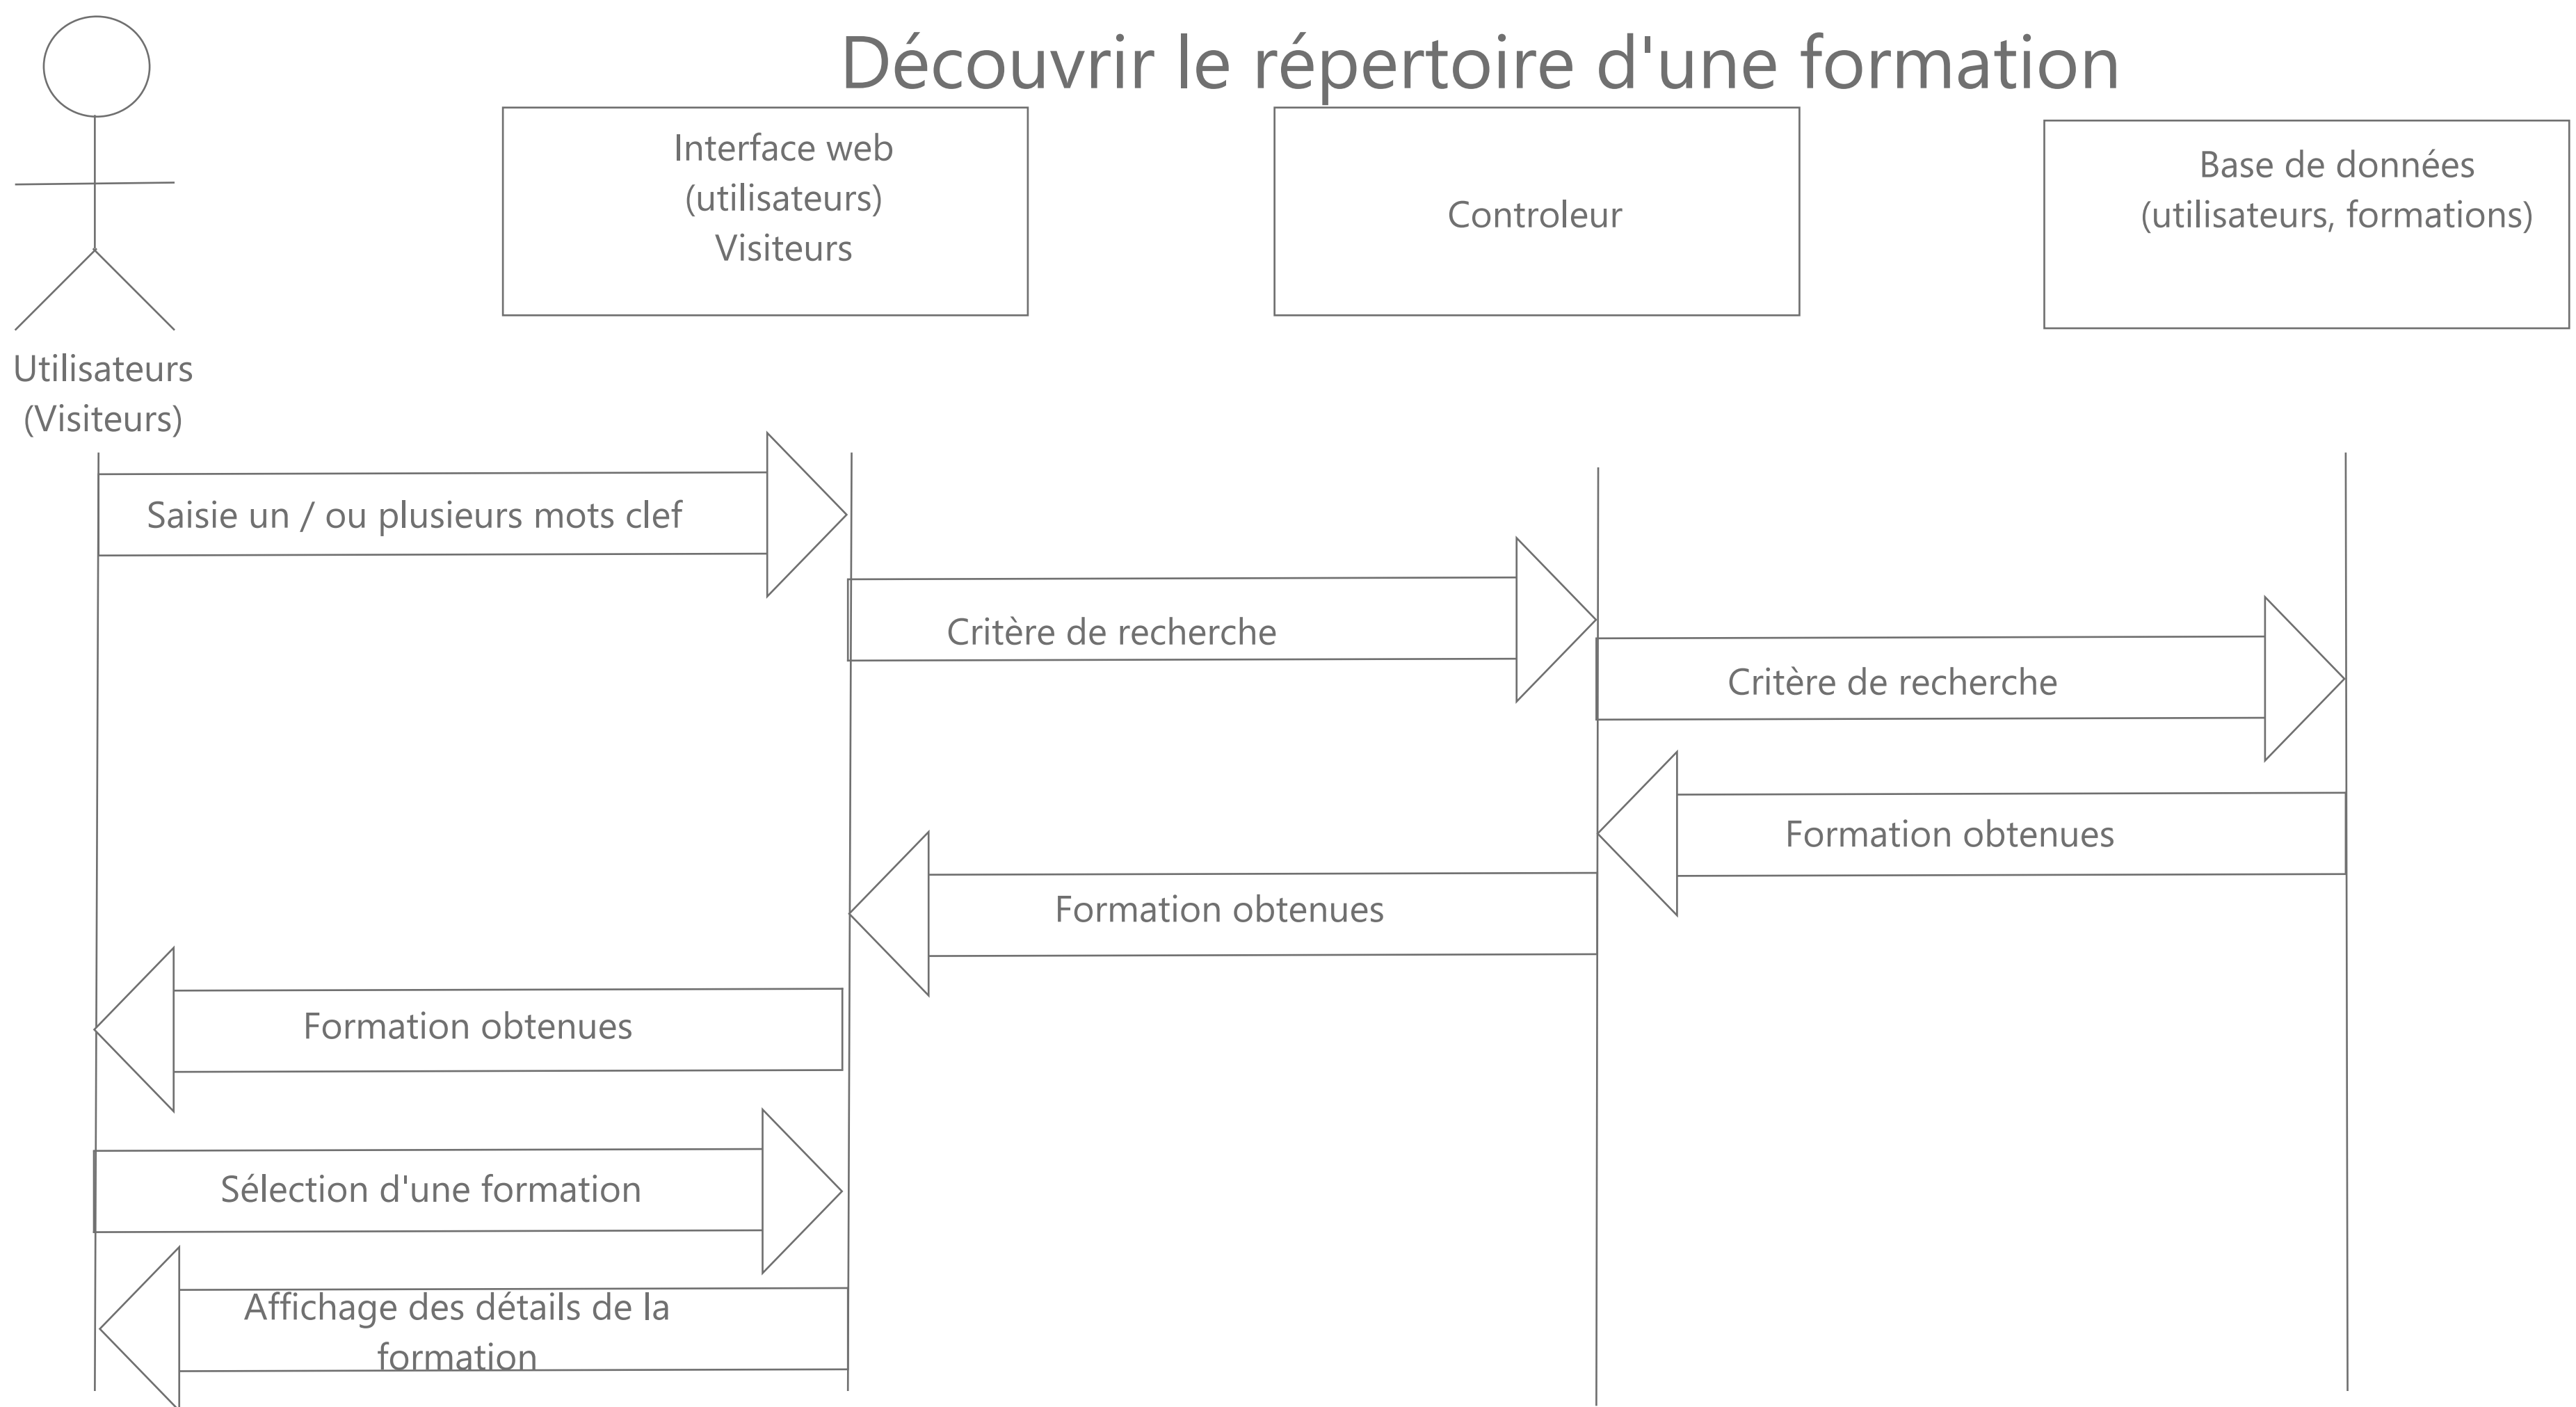 Découvrir le répertoire d'une formation
Interface web
(utilisateurs)
Visiteurs
Controleur
Base de données
(utilisateurs, formations)
Utilisateurs
(Visiteurs)
Saisie un / ou plusieurs mots clef
Critère de recherche
Critère de recherche
Formation obtenues
Formation obtenues
Formation obtenues
Sélection d'une formation
Affichage des détails de la
formation